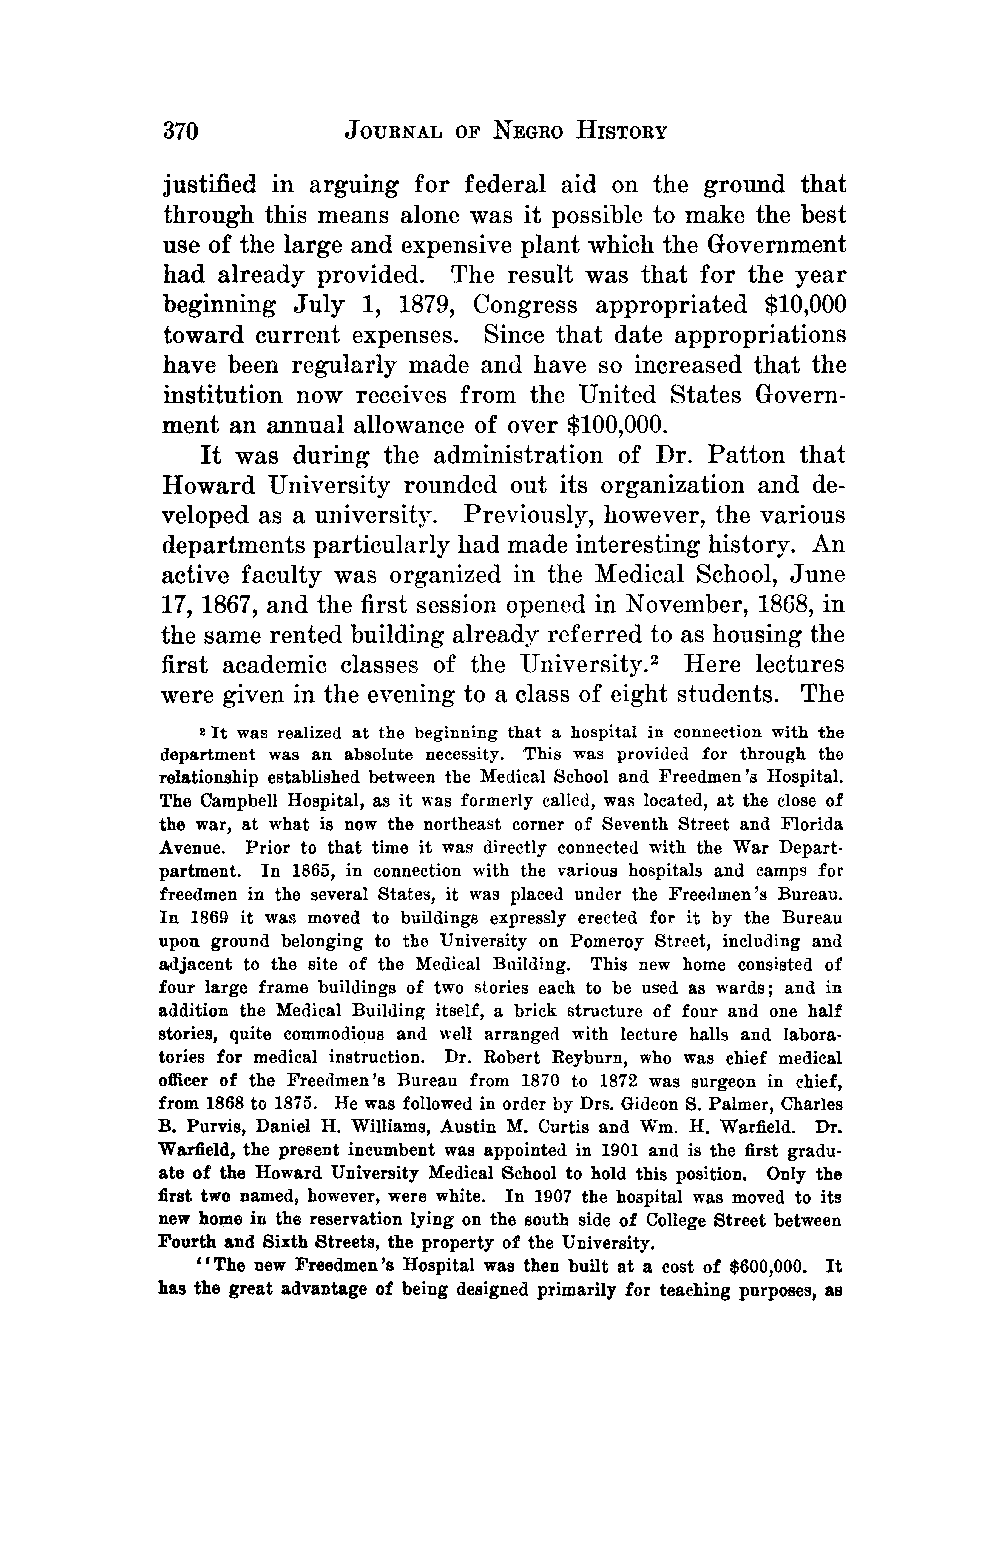 370 JOURNAL OF NEGRO HISTORY
justified in arguing for federal aid on the ground that
through this means alone was it possible to make the best
use of the large and expensive plant which the Government
had already provided. The result was that for the year
beginning July 1, 1879, Congress appropriated $10,000
toward current expenses. Since that date appropriations
have been regularly made and have so increased that the
institution now receives from the United States Govern-
ment an annual allowance of over $100,000.
It was during the administration of Dr. Patton that
Howard University rounded out its organization and de-
veloped as a university. Previously, however, the various
departments particularly had made interesting history. An
active faculty was organized in the Medical School, June
17, 1867, and the first session opened in November, 1868, in
the same rented building already referred to as housing the
first academic classes of the University.² Here lectures
were given in the evening to a class of eight students. The
² It was realized at the beginning that a hospital in connection with the
department was an absolute necessity. This was provided for through the
relationship established between the Medical School and Freedmen's Hospital.
The Campbell Hospital, as it was formerly called, was located, at the close of
the war, at what is now the northeast corner of Seventh Street and Florida
Avenue. Prior to that time it was directly connected with the War Depart-
partment. In 1865, in connection with the various hospitals and camps for
freedmen in the several States, it was placed under the Freedmen's Bureau.
In 1869 it was moved to buildings expressly erected for it by the Bureau
upon ground belonging to the University on Pomeroy Street, including and
adjacent to the site of the Medical Building. This new home consisted of
four large frame buildings of two stories each to be used as wards; and in
addition the Medical Building itself, a brick structure of four and one half
stories, quite commodious and well arranged with lecture halls and labora-
tories for medical instruction. Dr. Robert Reyburn, who was chief medical
officer of the Freedmen's Bureau from 1870 to 1872 was surgeon in chief,
from 1868 to 1875. He was followed in order by Drs. Gideon S. Palmer, Charles
B. Purvis, Daniel H. Williams, Austin M. Curtis and Wm. H. Warfield. Dr.
Warfield, the present incumbent was appointed in 1901 and is the first gradu-
ate of the Howard University Medical School to hold this position. Only the
first two named, however, were white. In 1907 the hospital was moved to its
new home in the reservation lying on the south side of College Street between
Fourth and Sixth Streets, the property of the University.
"The new Freedmen's Hospital was then built at a cost of $600,000. It
has the great advantage of being designed primarily for teaching purposes, as